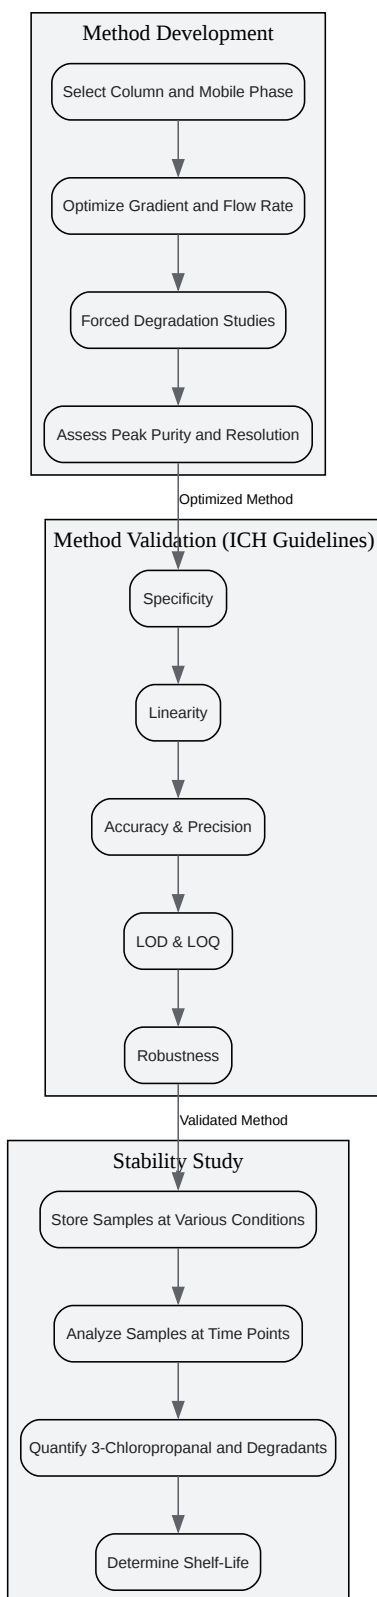 Method Development
Select Column and Mobile Phase
Optimize Gradient and Flow Rate
Forced Degradation Studies
Assess Peak Purity and Resolution
Optimized Method
Method Validation (ICH Guidelines)
Specificity
Linearity
Accuracy & Precision
LOD & LOQ
Robustness
Validated Method
Stability Study
Store Samples at Various Conditions
Analyze Samples at Time Points
Quantify 3-Chloropropanal and Degradants
Determine Shelf-Life